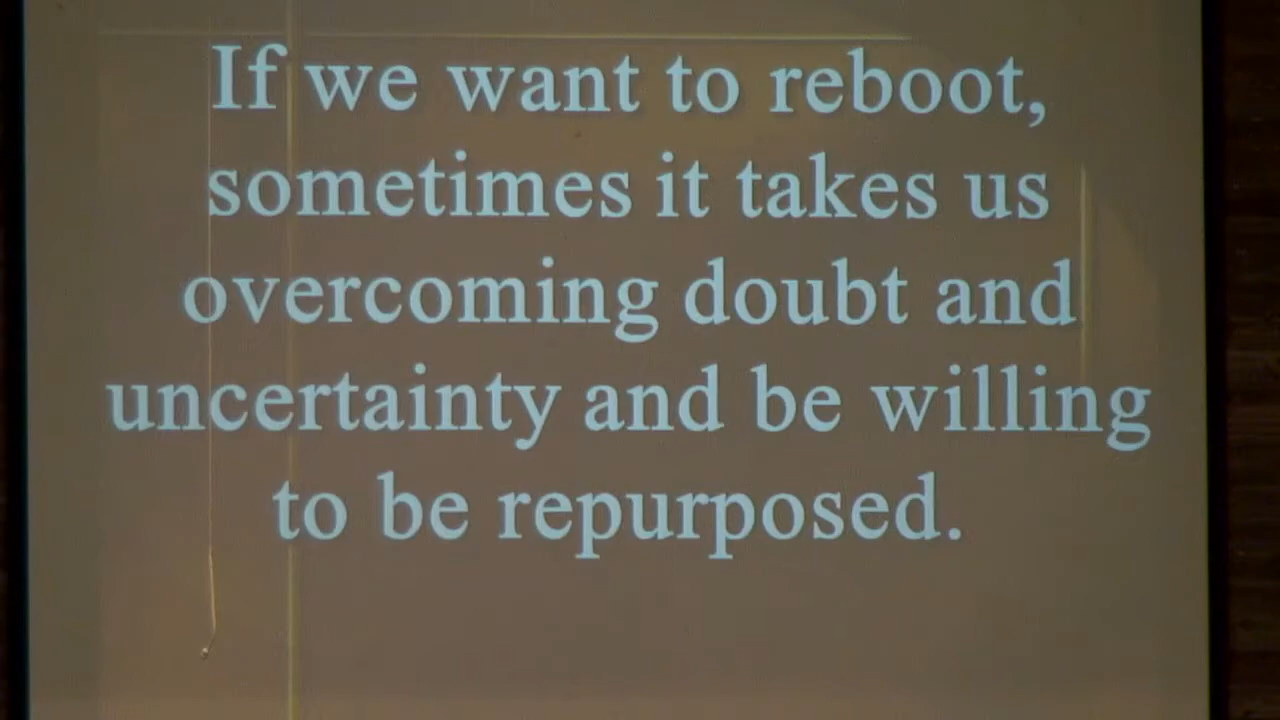 If we want to reboot,
sometimes it takes us
overcoming doubt and
uncertainty and be willing
to be repurposed.